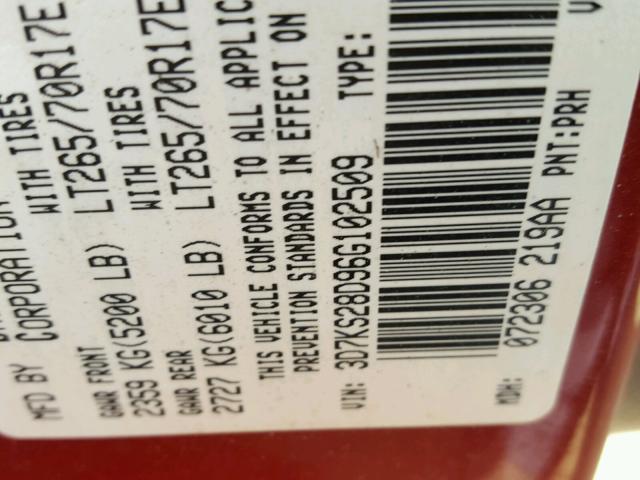 MFD BY
CORPORATION
GAWR FRONT WITH TIRES
2359 KG(5200 LB) LT265/70R17E
GAWR REAR WITH TIRES
2727 KG(6010 LB) LT265/70R17E
THIS VEHICLE CONFORMS TO ALL APPLIC
PREVENTION STANDARDS IN EFFECT ON
VIN: 3D7KS28D96G102509 TYPE:
MDH: 072306 219AA PNT:PRH